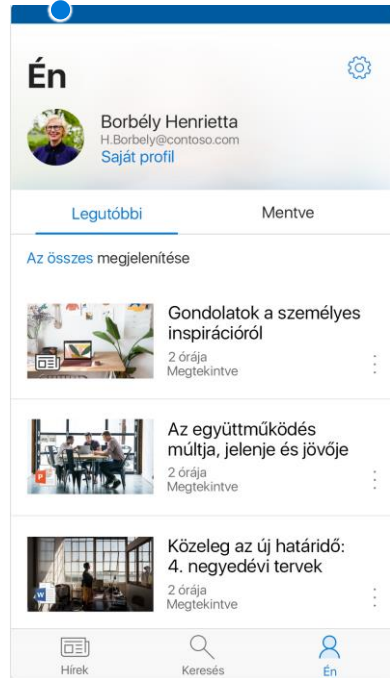 Én
Borbély Henrietta
H.Borbely@contoso.com
Saját profil
Legutóbbi
Mentve
Az összes megjelenítése
Gondolatok a személyes
inspirációról
2 órája
Megtekintve
Az együttműködés
múltja, jelenje és jövője
2 órája
Megtekintve
P
Közeleg az új határidő:
4. negyedévi tervek
2 órája
Megtekintve
W
Hírek
Keresés
Én